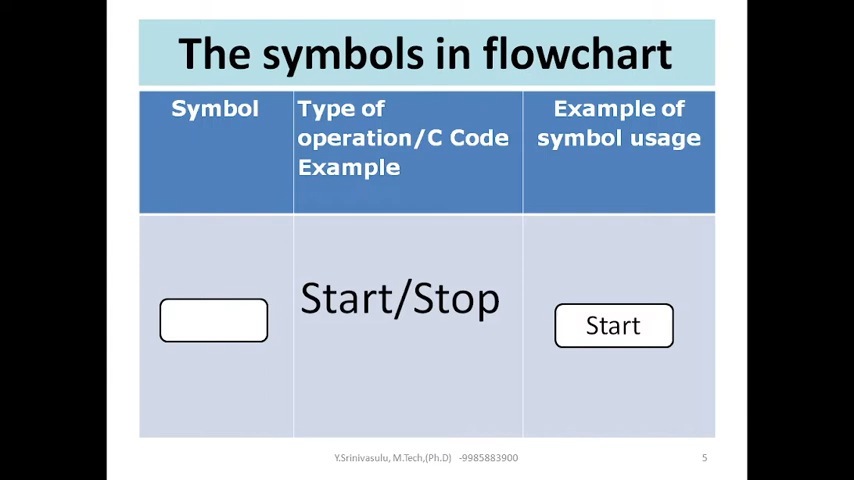 The symbols in flowchart
Symbol
Type of
operation/C Code
Example
Example of
symbol usage
Start/Stop
Start
Y.Srinivasulu, M.Tech,(Ph.D) -9985883900
5